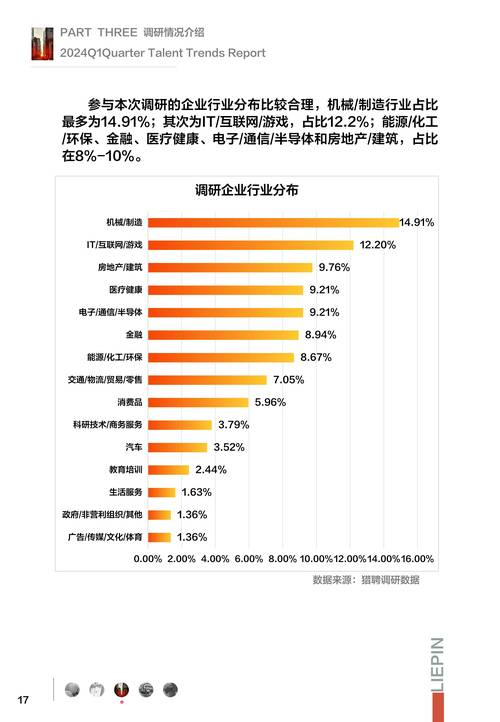 PART THREE 调研情况介绍
2024Q1Quarter Talent Trends Report
参与本次调研的企业行业分布比较合理，机械/制造行业占比
最多为14.91%；其次为IT/互联网/游戏，占比12.2%；能源/化工
/环保、金融、医疗健康、电子/通信/半导体和房地产/建筑，占比
在8%-10%。
调研企业行业分布
机械/制造 14.91%
IT/互联网/游戏 12.20%
房地产/建筑 9.76%
医疗健康 9.21%
电子/通信/半导体 9.21%
金融 8.94%
能源/化工/环保 8.67%
交通/物流/贸易/零售 7.05%
消费品 5.96%
科研技术/商务服务 3.79%
汽车 3.52%
教育培训 2.44%
生活服务 1.63%
政府/非营利组织/其他 1.36%
广告/传媒/文化/体育 1.36%
0.00% 2.00% 4.00% 6.00% 8.00% 10.00% 12.00% 14.00% 16.00%
数据来源：猎聘调研数据
LIEPIN
17